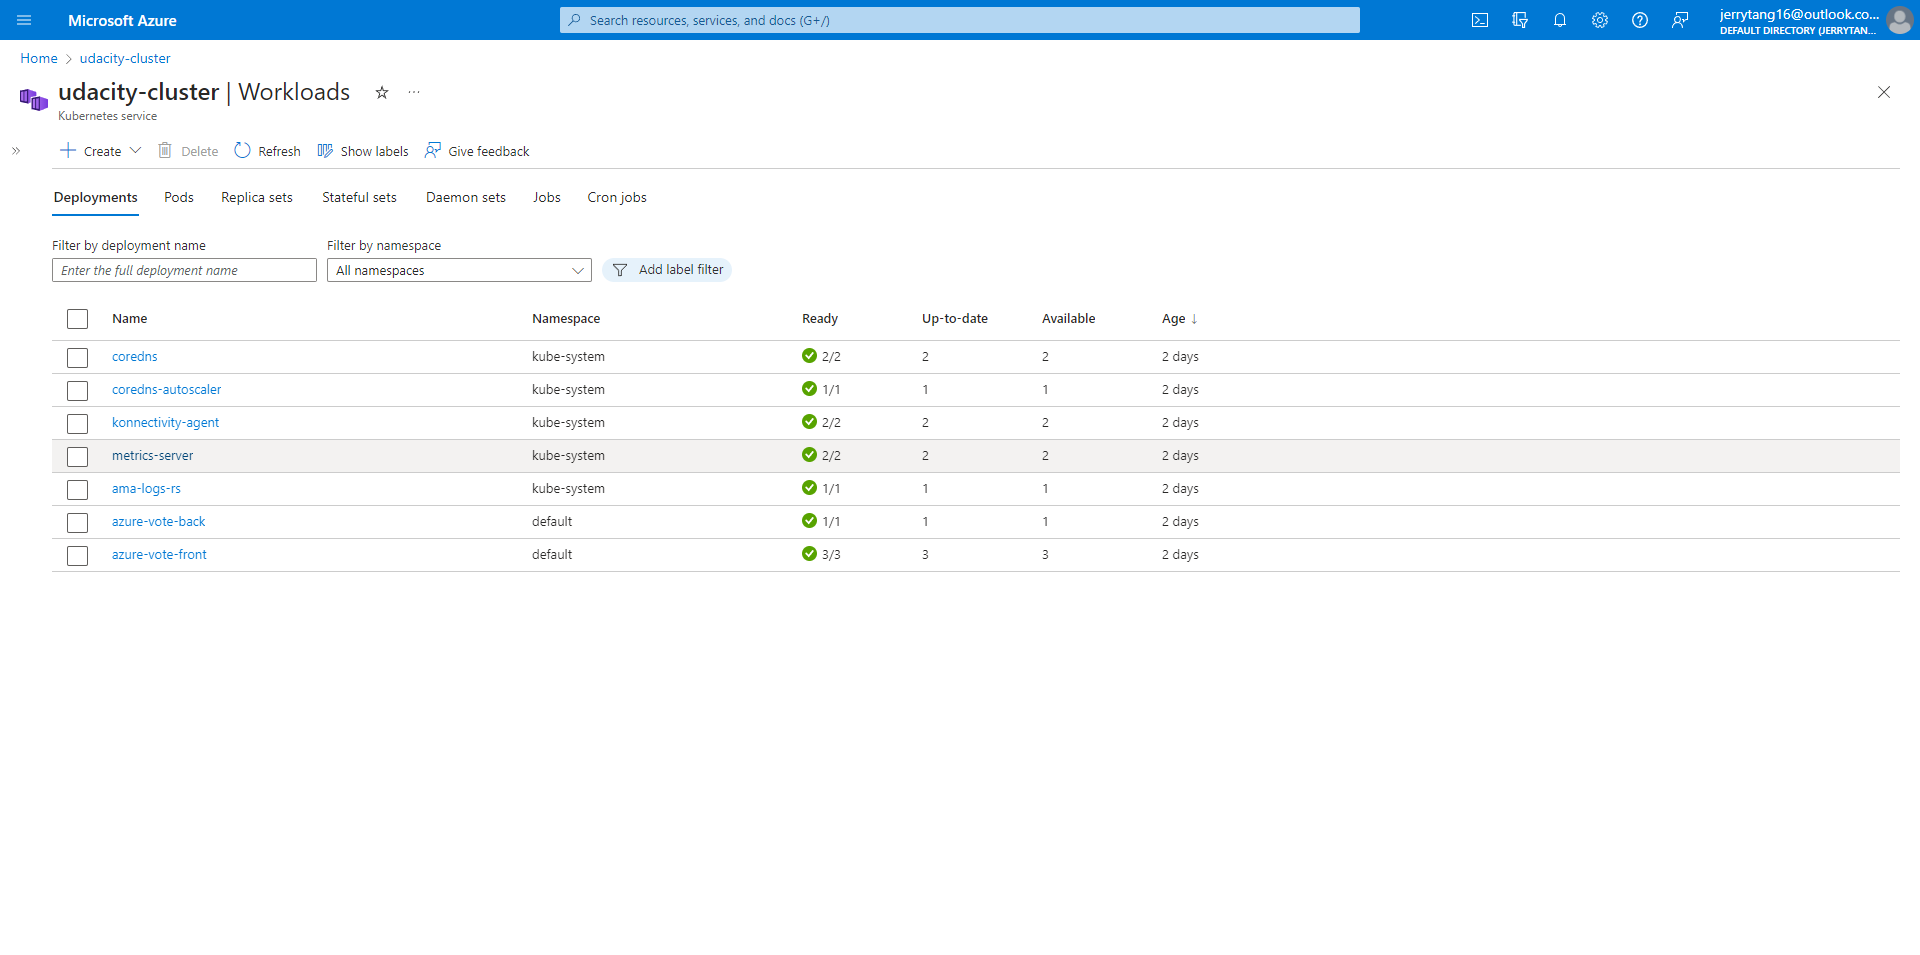 Microsoft Azure
Search resources, services, and docs (G+/)
jerrytang16@outlook.co...
DEFAULT DIRECTORY (JERRYTAN...
Home > udacity-cluster
udacity-cluster | Workloads
Kubernetes service
Create Delete Refresh Show labels Give feedback
Deployments Pods Replica sets Stateful sets Daemon sets Jobs Cron jobs
Filter by deployment name Filter by namespace
Enter the full deployment name All namespaces Add label filter
Name Namespace Ready Up-to-date Available Age ↓
coredns kube-system 2/2 2 2 2 days
coredns-autoscaler kube-system 1/1 1 1 2 days
konnectivity-agent kube-system 2/2 2 2 2 days
metrics-server kube-system 2/2 2 2 2 days
ama-logs-rs kube-system 1/1 1 1 2 days
azure-vote-back default 1/1 1 1 2 days
azure-vote-front default 3/3 3 3 2 days